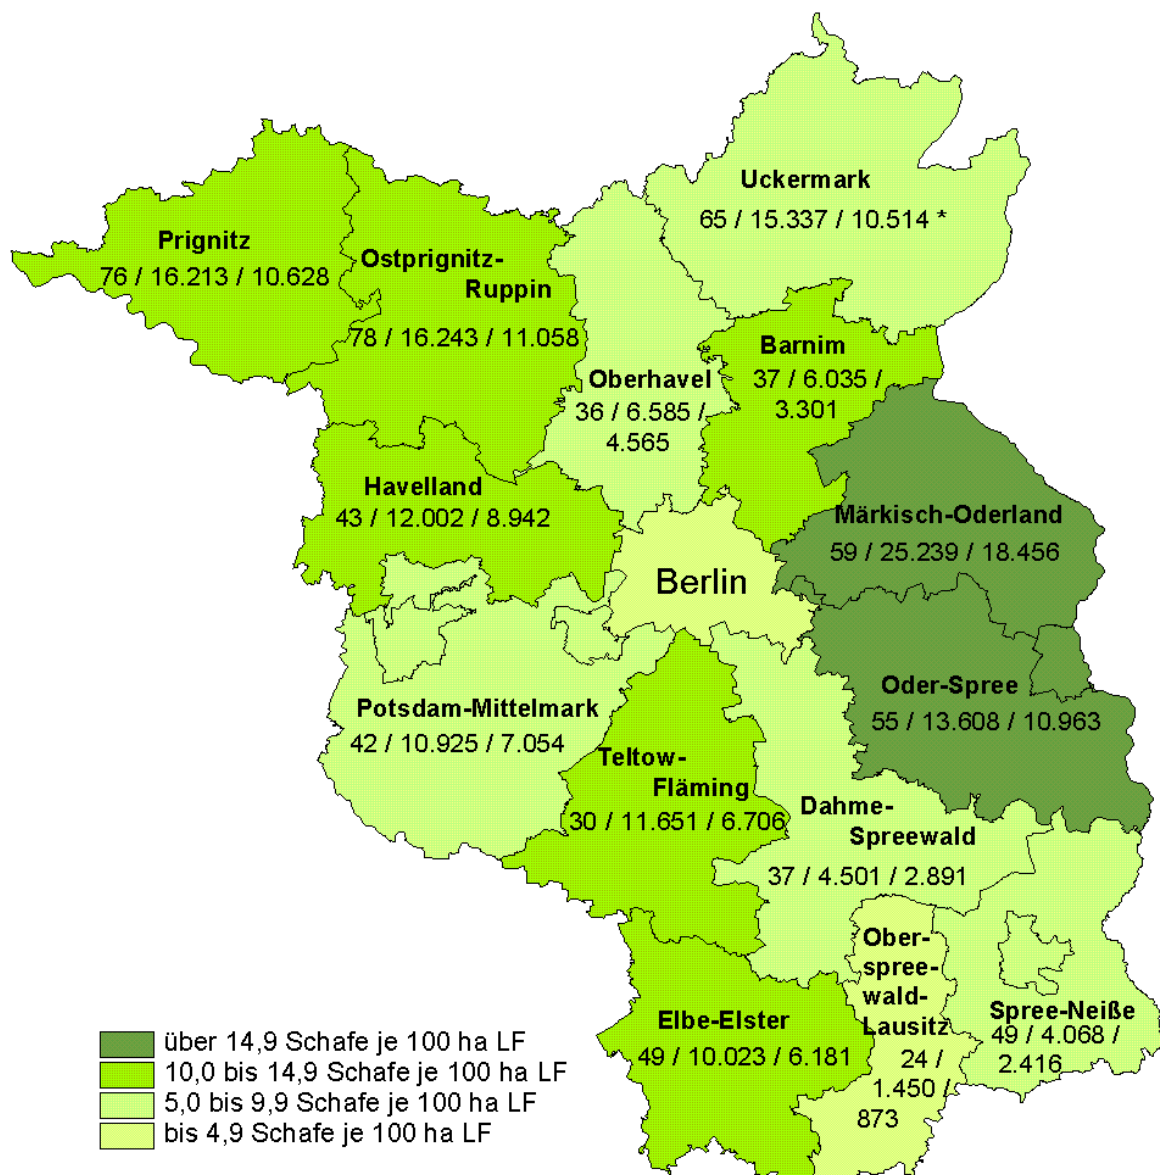 Uckermark
65 / 15.337 / 10.514 *
Prignitz
76 / 16.213 / 10.628
Ostprignitz-
Ruppin
78 / 16.243 / 11.058
Barnim
37 / 6.035 /
3.301
Oberhavel
36 / 6.585 /
4.565
Havelland
43 / 12.002 / 8.942
Märkisch-Oderland
59 / 25.239 / 18.456
Berlin
Oder-Spree
55 / 13.608 / 10.963
Potsdam-Mittelmark
42 / 10.925 / 7.054
Teltow-
Fläming
30 / 11.651 / 6.706
Dahme-
Spreewald
37 / 4.501 / 2.891
Ober-
spree-
wald-
Lausitz
24 /
1.450 /
873
Spree-Neiße
49 / 4.068 /
2.416
Elbe-Elster
49 / 10.023 / 6.181
über 14,9 Schafe je 100 ha LF
10,0 bis 14,9 Schafe je 100 ha LF
5,0 bis 9,9 Schafe je 100 ha LF
bis 4,9 Schafe je 100 ha LF